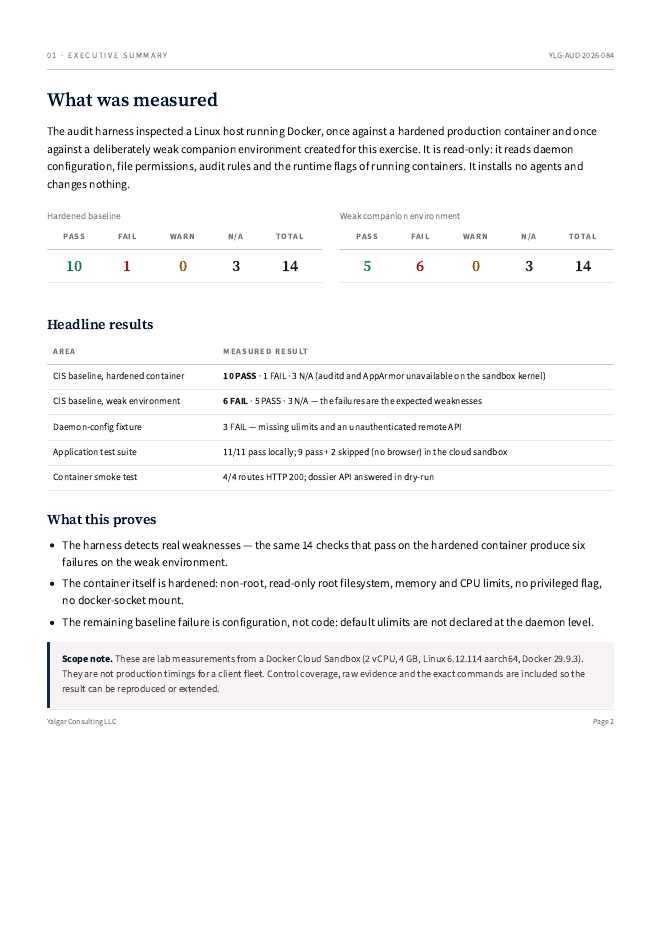 01 · EXECUTIVE SUMMARY YLG-AUD-2026-084
What was measured
The audit harness inspected a Linux host running Docker, once against a hardened production container and once
against a deliberately weak companion environment created for this exercise. It is read-only: it reads daemon
configuration, file permissions, audit rules and the runtime flags of running containers. It installs no agents and
changes nothing.
Hardened baseline
PASS FAIL WARN N/A TOTAL
10 1 0 3 14
Weak companion environment
PASS FAIL WARN N/A TOTAL
5 6 0 3 14
Headline results
AREA MEASURED RESULT
CIS baseline, hardened container 10 PASS · 1 FAIL · 3 N/A (auditd and AppArmor unavailable on the sandbox kernel)
CIS baseline, weak environment 6 FAIL · 5 PASS · 3 N/A — the failures are the expected weaknesses
Daemon-config fixture 3 FAIL — missing ulimits and an unauthenticated remote API
Application test suite 11/11 pass locally; 9 pass + 2 skipped (no browser) in the cloud sandbox
Container smoke test 4/4 routes HTTP 200; dossier API answered in dry-run
What this proves
• The harness detects real weaknesses — the same 14 checks that pass on the hardened container produce six
failures on the weak environment.
• The container itself is hardened: non-root, read-only root filesystem, memory and CPU limits, no privileged flag,
no docker-socket mount.
• The remaining baseline failure is configuration, not code: default ulimits are not declared at the daemon level.
Scope note. These are lab measurements from a Docker Cloud Sandbox (2 vCPU, 4 GB, Linux 6.12.114 aarch64, Docker 29.9.3).
They are not production timings for a client fleet. Control coverage, raw evidence and the exact commands are included so the
result can be reproduced or extended.
Yalgar Consulting LLC Page 2